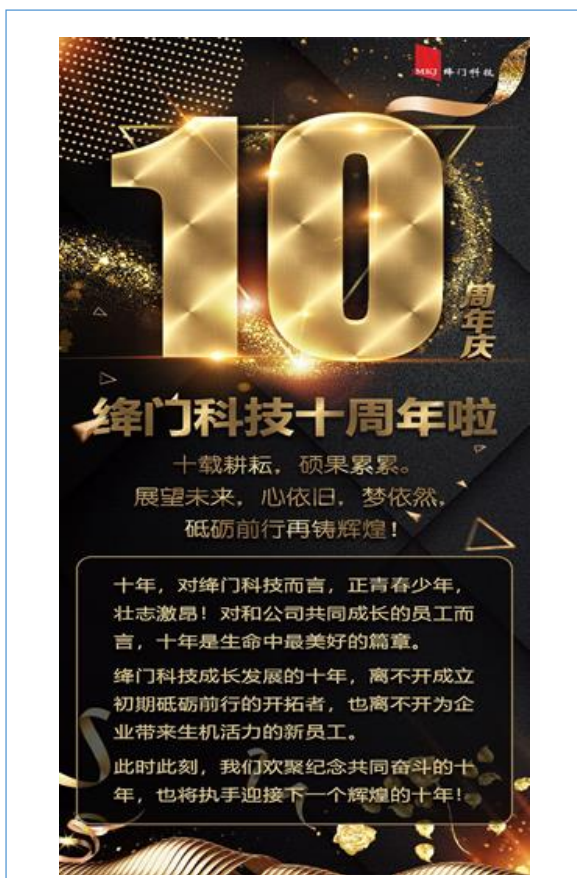 MKJ 绛门科技
10
周年庆
绛门科技十周年啦
十载耕耘，硕果累累。
展望未来，心依旧，梦依然，
砥砺前行再铸辉煌！
十年，对绛门科技而言，正青春少年，
壮志激昂！对和公司共同成长的员工而
言，十年是生命中最美好的篇章。
绛门科技成长发展的十年，离不开成立
初期砥砺前行的开拓者，也离不开为企
业带来生机活力的新员工。
此时此刻，我们欢聚纪念共同奋斗的十
年，也将执手迎接下一个辉煌的十年！